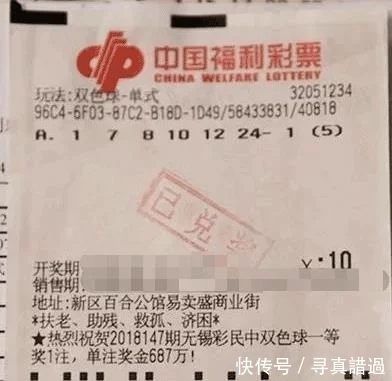 中国福利彩票
CHINA WELFARE LOTTERY
玩法:双色球-单式 32051234
96C4-6F03-87C2-818D-1D49/58433831/40818
A. 1 7 8 10 12 24- 1 (5)
已兑奖
开奖期: ¥:10
销售期:
地址:新区百合公馆易卖盛商业街
*扶老、助残、救孤、济困*
★热烈祝贺2018147期无锡彩民中双色球一等
奖1注,单注奖金687万!
快传号 / 寻真錯過